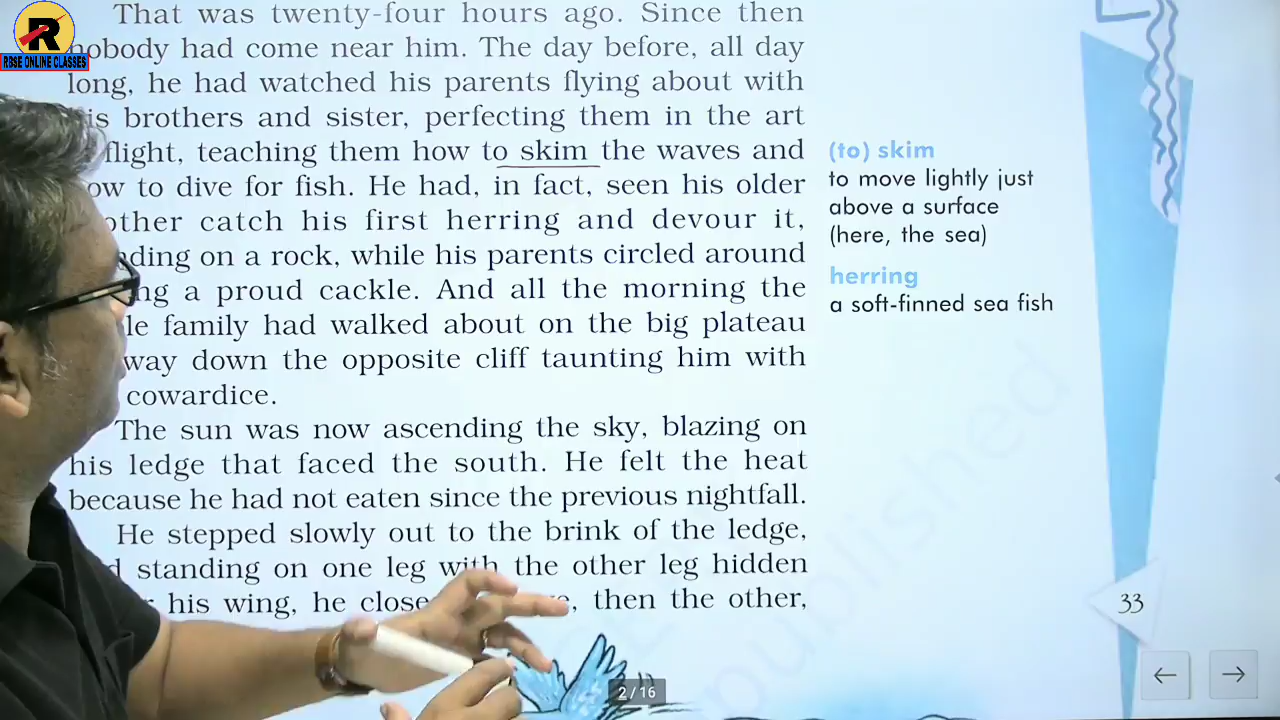 That was twenty-four hours ago. Since then
nobody had come near him. The day before, all day
long, he had watched his parents flying about with
his brothers and sister, perfecting them in the art
flight, teaching them how to skim the waves and
how to dive for fish. He had, in fact, seen his older
brother catch his first herring and devour it,
standing on a rock, while his parents circled around
a proud cackle. And all the morning the
family had walked about on the big plateau
way down the opposite cliff taunting him with
cowardice.
The sun was now ascending the sky, blazing on
his ledge that faced the south. He felt the heat
because he had not eaten since the previous nightfall.
He stepped slowly out to the brink of the ledge,
standing on one leg with the other leg hidden
his wing, he then the other,
(to) skim
to move lightly just
above a surface
(here, the sea)
herring
a soft-finned sea fish
33
2 / 16
R
RBSE ONLINE CLASSES
published